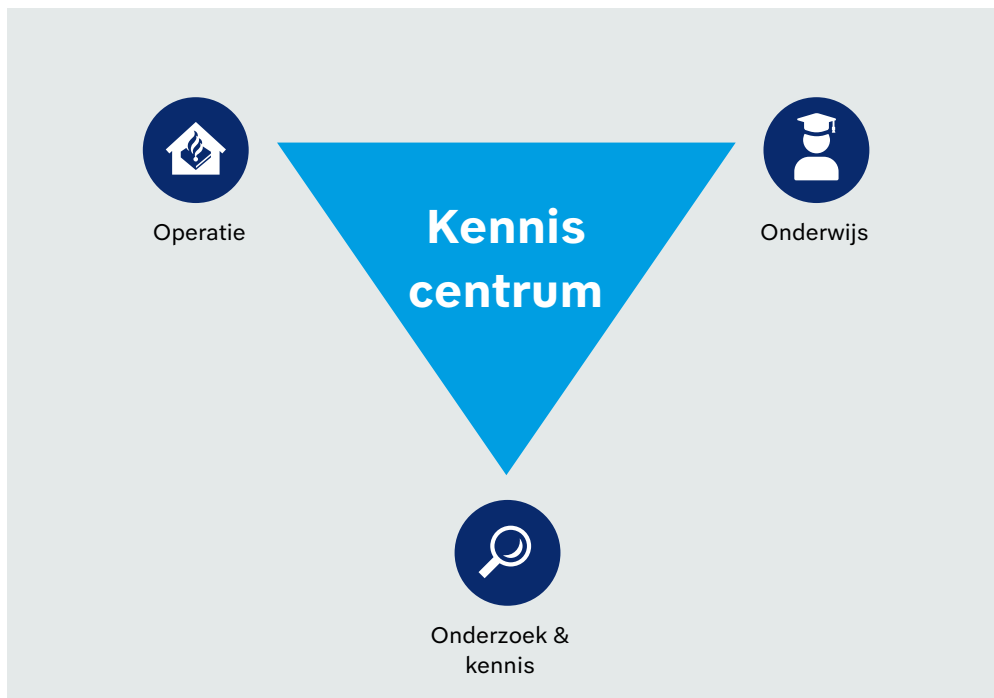 Operatie
Onderwijs
Kennis
centrum
Onderzoek &
kennis